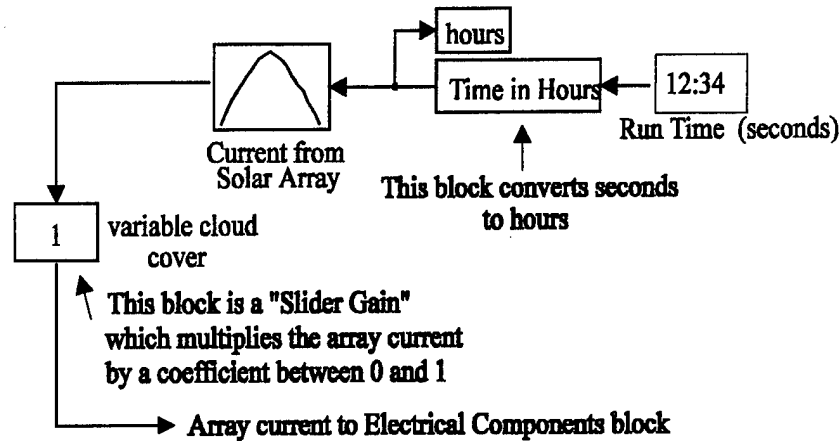 hours
Time in Hours
12:34
Run Time (seconds)
Current from
Solar Array
This block converts seconds
to hours
1
variable cloud
cover
This block is a "Slider Gain"
which multiplies the array current
by a coefficient between 0 and 1
Array current to Electrical Components block